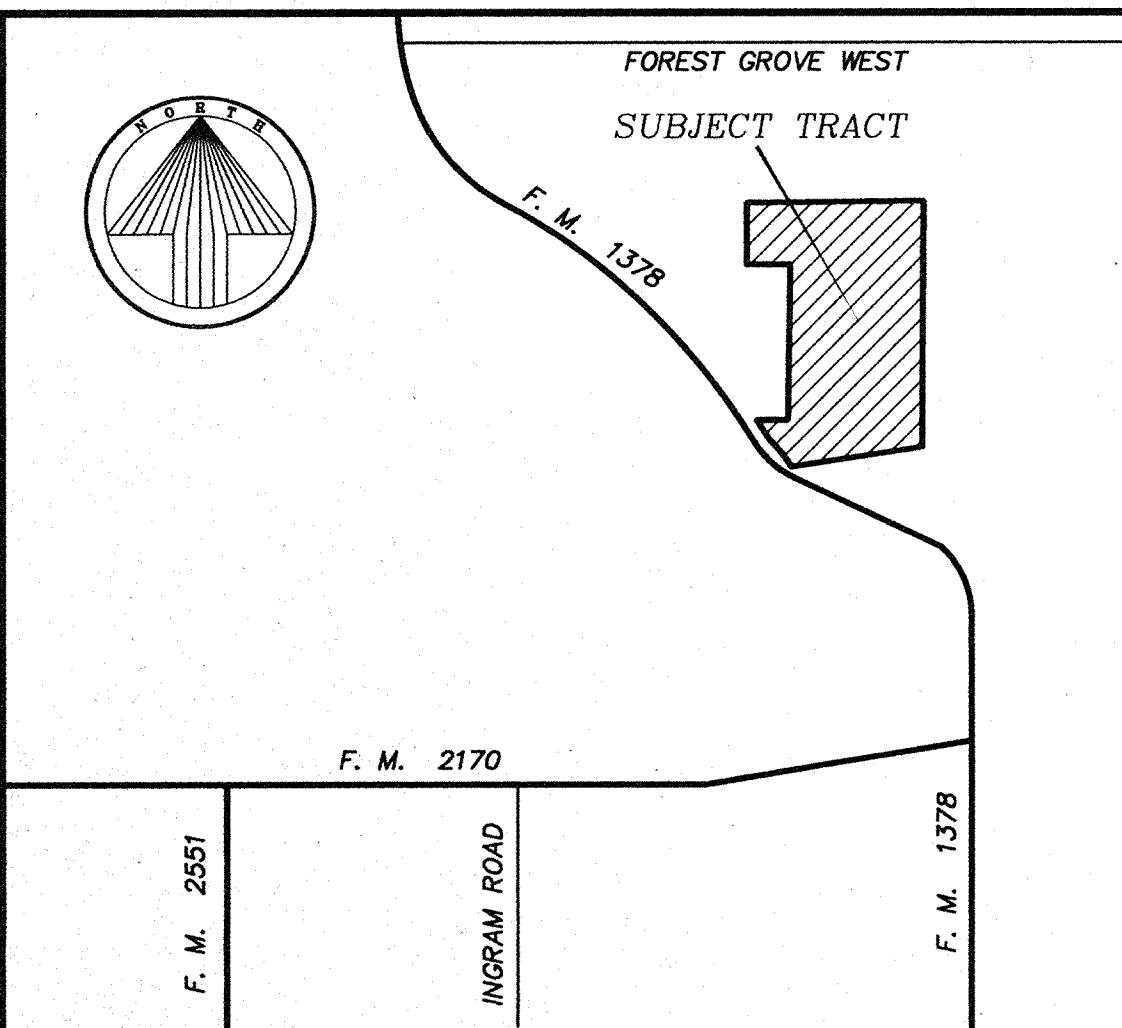 FOREST GROVE WEST
SUBJECT TRACT
NORTH
F. M. 1378
F. M. 2170
F. M. 2551
INGRAM ROAD
F. M. 1378